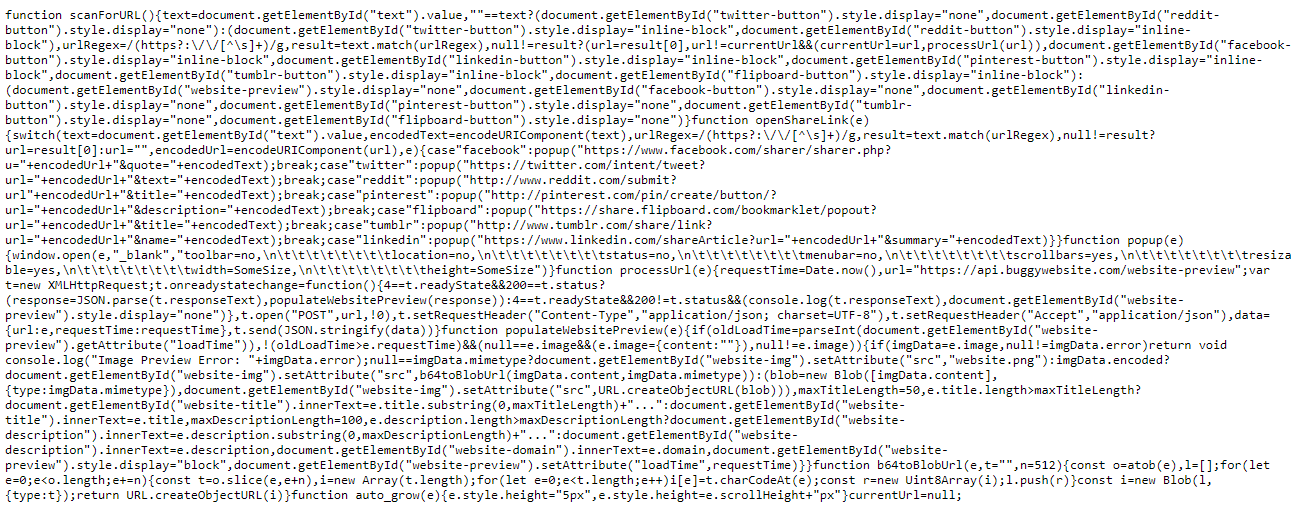 function scanForURL(){text=document.getElementById("text").value,""==text?(document.getElementById("twitter-button").style.display="none",document.getElementById("reddit-
button").style.display="none"):(document.getElementById("twitter-button").style.display="inline-block",document.getElementById("reddit-button").style.display="inline-
block"),urlRegex=/(https?:\/\/[^\s]+)/g,result=text.match(urlRegex),null!=result?(url=result[0],url!=currentUrl&&(currentUrl=url,processUrl(url)),document.getElementById("facebook-
button").style.display="inline-block",document.getElementById("linkedin-button").style.display="inline-block",document.getElementById("pinterest-button").style.display="inline-
block",document.getElementById("tumblr-button").style.display="inline-block",document.getElementById("flipboard-button").style.display="inline-block"):
(document.getElementById("website-preview").style.display="none",document.getElementById("facebook-button").style.display="none",document.getElementById("linkedin-
button").style.display="none",document.getElementById("pinterest-button").style.display="none",document.getElementById("tumblr-
button").style.display="none",document.getElementById("flipboard-button").style.display="none")}function openShareLink(e)
{switch(text=document.getElementById("text").value,encodedText=encodeURIComponent(text),urlRegex=/(https?:\/\/[^\s]+)/g,result=text.match(urlRegex),null!=result?
url=result[0]:url="",encodedUrl=encodeURIComponent(url),e){case"facebook":popup("https://www.facebook.com/sharer/sharer.php?
u="+encodedUrl+"&quote="+encodedText);break;case"twitter":popup("https://twitter.com/intent/tweet?
url="+encodedUrl+"&text="+encodedText);break;case"reddit":popup("http://www.reddit.com/submit?
url"+encodedUrl+"&title="+encodedText);break;case"pinterest":popup("http://pinterest.com/pin/create/button/?
url="+encodedUrl+"&description="+encodedText);break;case"flipboard":popup("https://share.flipboard.com/bookmarklet/popout?
url="+encodedUrl+"&title="+encodedText);break;case"tumblr":popup("http://www.tumblr.com/share/link?
url="+encodedUrl+"&name="+encodedText);break;case"linkedin":popup("https://www.linkedin.com/shareArticle?url="+encodedUrl+"&summary="+encodedText)}}function popup(e)
{window.open(e,"_blank","toolbar=no,\n\t\t\t\t\t\t\t\tlocation=no,\n\t\t\t\t\t\t\t\tstatus=no,\n\t\t\t\t\t\t\t\tmenubar=no,\n\t\t\t\t\t\t\t\tscrollbars=yes,\n\t\t\t\t\t\t\t\tresiza
ble=yes,\n\t\t\t\t\t\t\t\twidth=SomeSize,\n\t\t\t\t\t\t\t\theight=SomeSize")}function processUrl(e){requestTime=Date.now(),url="https://api.buggywebsite.com/website-preview";var
t=new XMLHttpRequest;t.onreadystatechange=function(){4==t.readyState&&200==t.status?
(response=JSON.parse(t.responseText),populateWebsitePreview(response)):4==t.readyState&&200!=t.status&&(console.log(t.responseText),document.getElementById("website-
preview").style.display="none")},t.open("POST",url,!0),t.setRequestHeader("Content-Type","application/json; charset=UTF-8"),t.setRequestHeader("Accept","application/json"),data=
{url:e,requestTime:requestTime},t.send(JSON.stringify(data))}function populateWebsitePreview(e){if(oldLoadTime=parseInt(document.getElementById("website-
preview").getAttribute("loadTime")),!(oldLoadTime>e.requestTime)&&(null==e.image&&(e.image={content:""}),null!=e.image)){if(imgData=e.image,null!=imgData.error)return void
console.log("Image Preview Error: "+imgData.error);null==imgData.mimetype?document.getElementById("website-img").setAttribute("src","website.png"):imgData.encoded?
document.getElementById("website-img").setAttribute("src",b64toBlobUrl(imgData.content,imgData.mimetype)):(blob=new Blob([imgData.content],
{type:imgData.mimetype}),document.getElementById("website-img").setAttribute("src",URL.createObjectURL(blob))),maxTitleLength=50,e.title.length>maxTitleLength?
document.getElementById("website-title").innerText=e.title.substring(0,maxTitleLength)+"...":document.getElementById("website-
title").innerText=e.title,maxDescriptionLength=100,e.description.length>maxDescriptionLength?document.getElementById("website-
description").innerText=e.description.substring(0,maxDescriptionLength)+"...":document.getElementById("website-
description").innerText=e.description,document.getElementById("website-domain").innerText=e.domain,document.getElementById("website-
preview").style.display="block",document.getElementById("website-preview").setAttribute("loadTime",requestTime)}}function b64toBlobUrl(e,t="",n=512){const o=atob(e),l=[];for(let
e=0;e<o.length;e+=n){const t=o.slice(e,e+n),i=new Array(t.length);for(let e=0;e<t.length;e++)i[e]=t.charCodeAt(e);const r=new Uint8Array(i);l.push(r)}const i=new Blob(l,
{type:t});return URL.createObjectURL(i)}function auto_grow(e){e.style.height="5px",e.style.height=e.scrollHeight+"px"}currentUrl=null;